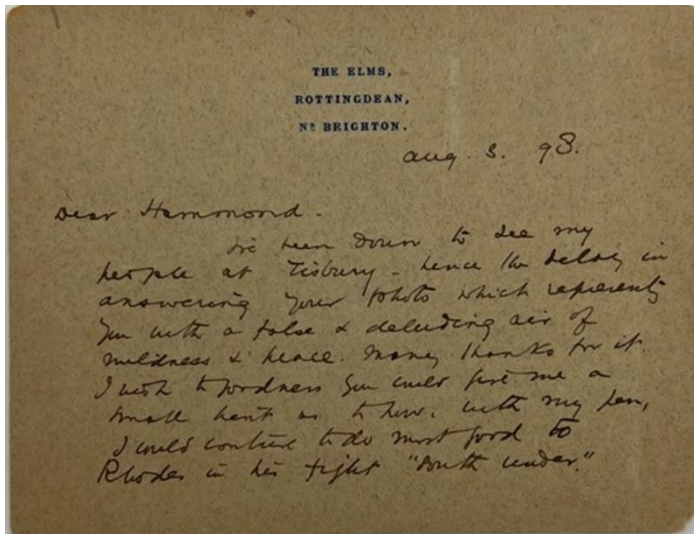 THE ELMS,
ROTTINGDEAN,
Nr BRIGHTON.
Aug. 3. 98.
Dear Hammond.
I've been down to see my
people at Tisbury - hence the delay in
answering your photo which represents
you with a false & deluding air of
mildness & peace. Many thanks for it.
I wish to goodness you could give me a
small hint as to how, with my pen,
I could contrive to do most good to
Rhodes in his fight "South under."